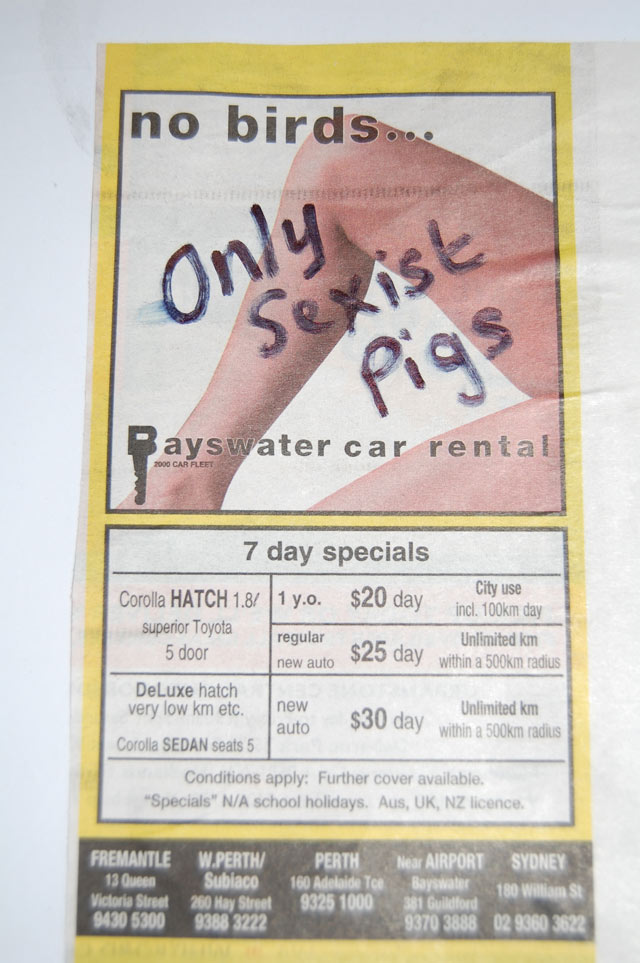 no birds...
Only
Sexist
Pigs
Bayswater car rental
2000 CAR FLEET
7 day specials
Corolla HATCH 1.8/
superior Toyota
5 door
1 y.o. $20 day City use
incl. 100km day
regular
new auto $25 day Unlimited km
within a 500km radius
DeLuxe hatch
very low km etc.
Corolla SEDAN seats 5
new
auto $30 day Unlimited km
within a 500km radius
Conditions apply: Further cover available.
"Specials" N/A school holidays. Aus, UK, NZ licence.
FREMANTLE
13 Queen
Victoria Street
9430 5300
W.PERTH/
Subiaco
260 Hay Street
9388 3222
PERTH
160 Adelaide Tce
9325 1000
Near AIRPORT
Bayswater
381 Guildford
9370 3888
SYDNEY
180 William St
02 9360 3622